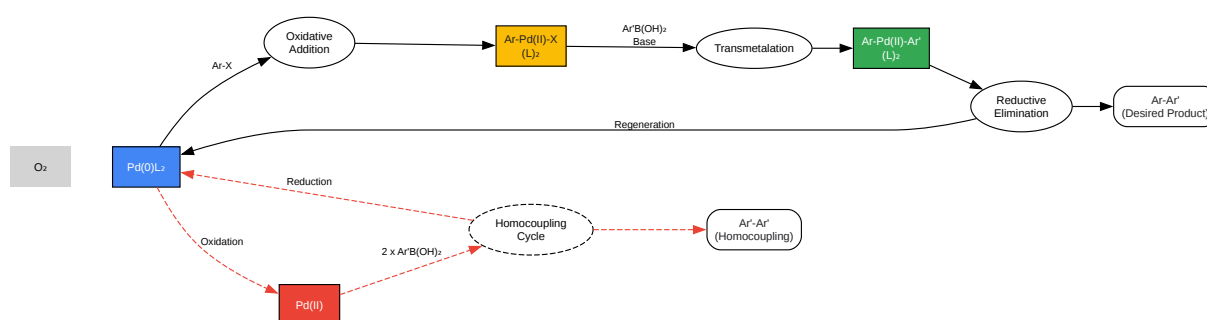 Oxidative
Addition
Ar-X
Ar-Pd(II)-X
(L)₂
Ar'B(OH)₂
Base
Transmetalation
Ar-Pd(II)-Ar'
(L)₂
Reductive
Elimination
Ar-Ar'
(Desired Product)
Regeneration
O₂
Pd(0)L₂
Reduction
Oxidation
2 x Ar'B(OH)₂
Homocoupling
Cycle
Ar'-Ar'
(Homocoupling)
Pd(II)